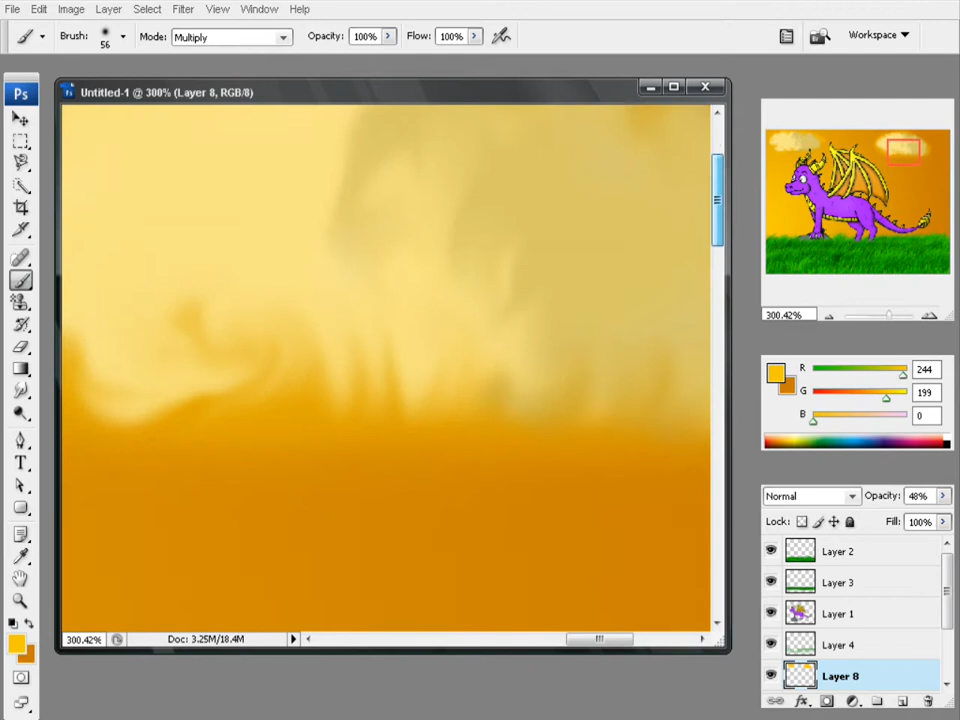 File Edit Image Layer Select Filter View Window Help
Brush: 56 Mode: Multiply Opacity: 100% Flow: 100% Workspace
Ps
Untitled-1 @ 300% (Layer 8, RGB/8)
300.42%
R 244
G 199
B 0
T
Normal Opacity: 48%
Lock: Fill: 100%
Layer 2
Layer 3
Layer 1
Layer 4
Layer 8
300.42% Doc: 3.25M/18.4M